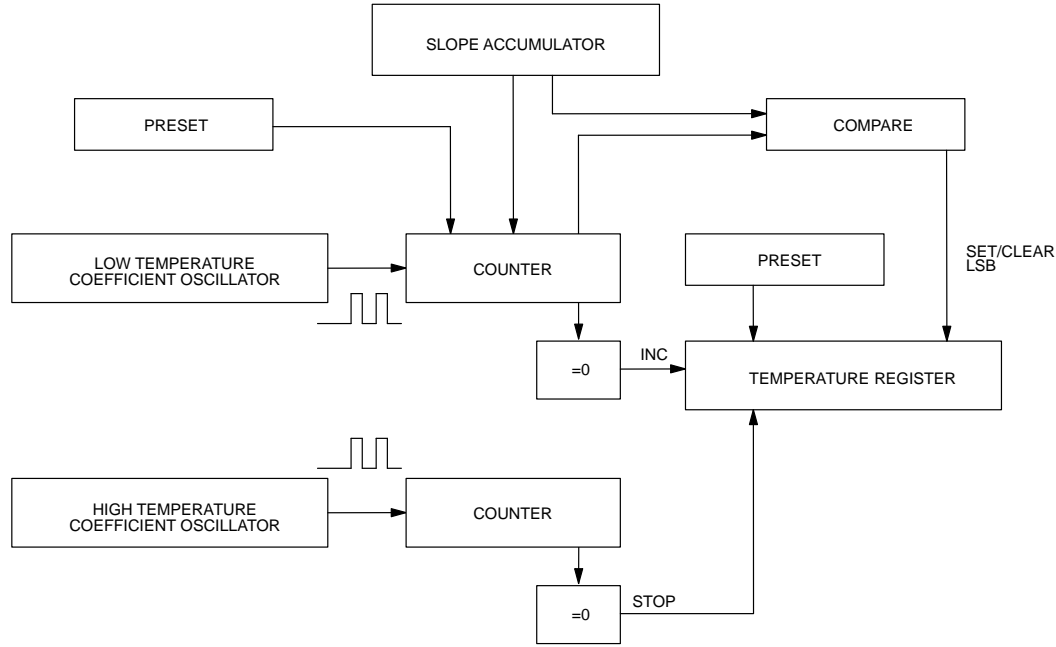 SLOPE ACCUMULATOR
PRESET
COMPARE
LOW TEMPERATURE
COEFFICIENT OSCILLATOR
COUNTER
PRESET
SET/CLEAR
LSB
=0
INC
TEMPERATURE REGISTER
HIGH TEMPERATURE
COEFFICIENT OSCILLATOR
COUNTER
=0
STOP